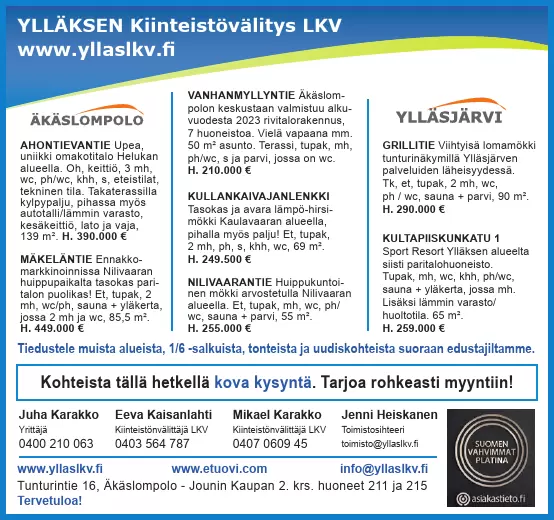 YLLÄKSEN Kiinteistövälitys LKV
www.yllaslkv.fi
ÄKÄSLOMPOLO
AHONTIEVANTIE Upea,
uniikki omakotitalo Helukan
alueella. Oh, keittiö, 3 mh,
wc, ph/wc, khh, s, eteistilat,
tekninen tila. Takaterassilla
kylpypalju, pihassa myös
autotalli/lämmin varasto,
kesäkeittiö, lato ja vaja,
139 m². H. 390.000 €
MÄKELÄNTIE Ennakko-
markkinoinnissa Nilivaaran
huippupaikalta tasokas pari-
talon puolikas! Et, tupak, 2
mh, wc/ph, sauna + yläkerta,
jossa 2 mh ja wc, 85,5 m².
H. 449.000 €
VANHANMYLLYNTIE Äkäslom-
polon keskustaan valmistuu alku-
vuodesta 2023 rivitalorakennus,
7 huoneistoa. Vielä vapaana mm.
50 m² asunto. Terassi, tupak, mh,
ph/wc, s ja parvi, jossa on wc.
H. 210.000 €
KULLANKAIVAJANLENKKI
Tasokas ja avara lämpö-hirsi-
mökki Kaulavaaran alueella,
pihalla myös palju! Et, tupak,
2 mh, ph, s, khh, wc, 69 m².
H. 249.500 €
NILIVAARANTIE Huippukuntoi-
nen mökki arvostetulla Nilivaaran
alueella. Et, tupak, mh, wc, ph/
wc, sauna + parvi, 55 m².
H. 255.000 €
YLLÄSJÄRVI
GRILLITIE Viihtyisä lomamökki
tunturinäkymillä Ylläsjärven
palveluiden läheisyydessä.
Tk, et, tupak, 2 mh, wc,
ph / wc, sauna + parvi, 90 m².
H. 290.000 €
KULTAPIISKUNKATU 1
Sport Resort Ylläksen alueelta
siisti paritalohuoneisto.
Tupak, mh, wc, khh, ph/wc,
sauna + yläkerta, jossa mh.
Lisäksi lämmin varasto/
huoltotila. 65 m².
H. 259.000 €
Tiedustele muista alueista, 1/6 -salkuista, tonteista ja uudiskohteista suoraan edustajiltamme.
Kohteista tällä hetkellä kova kysyntä. Tarjoa rohkeasti myyntiin!
Juha Karakko
Yrittäjä
0400 210 063
Eeva Kaisanlahti
Kiinteistönvälittäjä LKV
0403 564 787
Mikael Karakko
Kiinteistönvälittäjä LKV
0407 0609 45
Jenni Heiskanen
Toimistosihteeri
toimisto@yllaslkv.fi
www.yllaslkv.fi www.etuovi.com info@yllaslkv.fi
Tunturintie 16, Äkäslompolo - Jounin Kaupan 2. krs. huoneet 211 ja 215
Tervetuloa!
SUOMEN
VAHVIMMAT
PLATINA
asiakastieto.fi